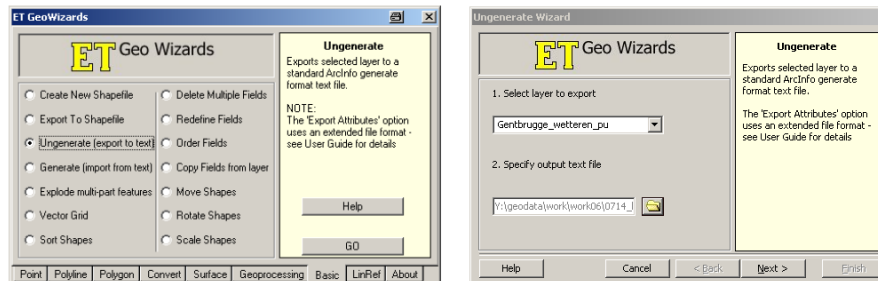 ET GeoWizards
ET Geo Wizards
Create New Shapefile
Export To Shapefile
Ungenerate (export to text)
Generate (import from text)
Explode multi-part features
Vector Grid
Sort Shapes
Delete Multiple Fields
Redefine Fields
Order Fields
Copy Fields from layer
Move Shapes
Rotate Shapes
Scale Shapes
Ungenerate
Exports selected layer to a
standard ArcInfo generate
format text file.
NOTE:
The 'Export Attributes' option
uses an extended file format -
see User Guide for details
Help
GO
Point Polyline Polygon Convert Surface Geoprocessing Basic LinRef About
Ungenerate Wizard
ET Geo Wizards
1. Select layer to export
Gentbrugge_wetteren_pu
2. Specify output text file
Y:\geodata\work\work06\0714_
Ungenerate
Exports selected layer to a
standard ArcInfo generate
format text file.
The 'Export Attributes' option
uses an extended file format -
see User Guide for details
Help Cancel < Back Next > Finish